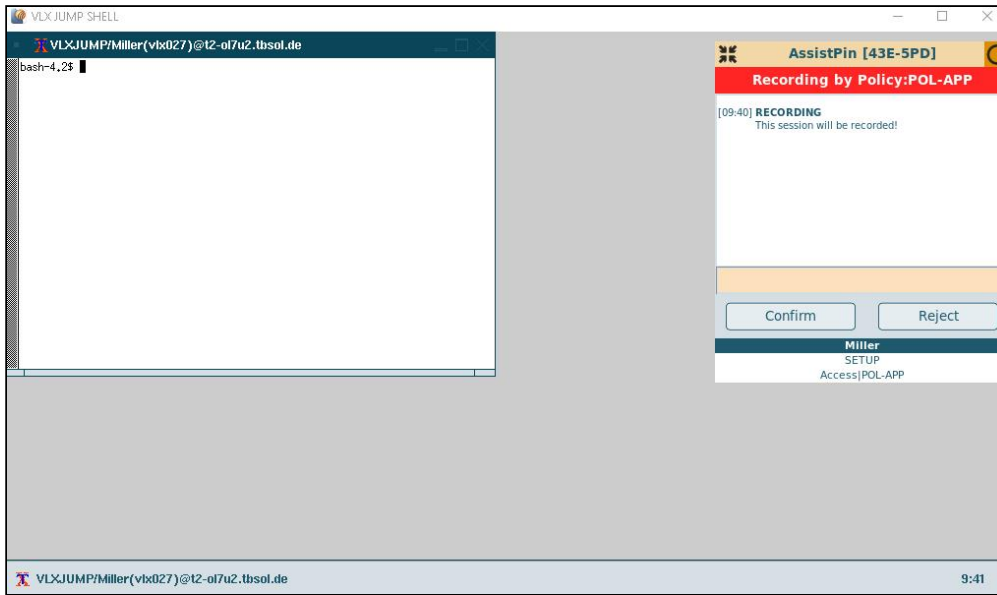 VLX JUMP SHELL
VLXJUMP/Miller(vlx027)@t2-ol7u2.tbsol.de
bash-4.2$
AssistPin [43E-5PD]
Recording by Policy:POL-APP
[09:40] RECORDING
This session will be recorded!
Confirm Reject
Miller
SETUP
Access|POL-APP
VLXJUMP/Miller(vlx027)@t2-ol7u2.tbsol.de 9:41